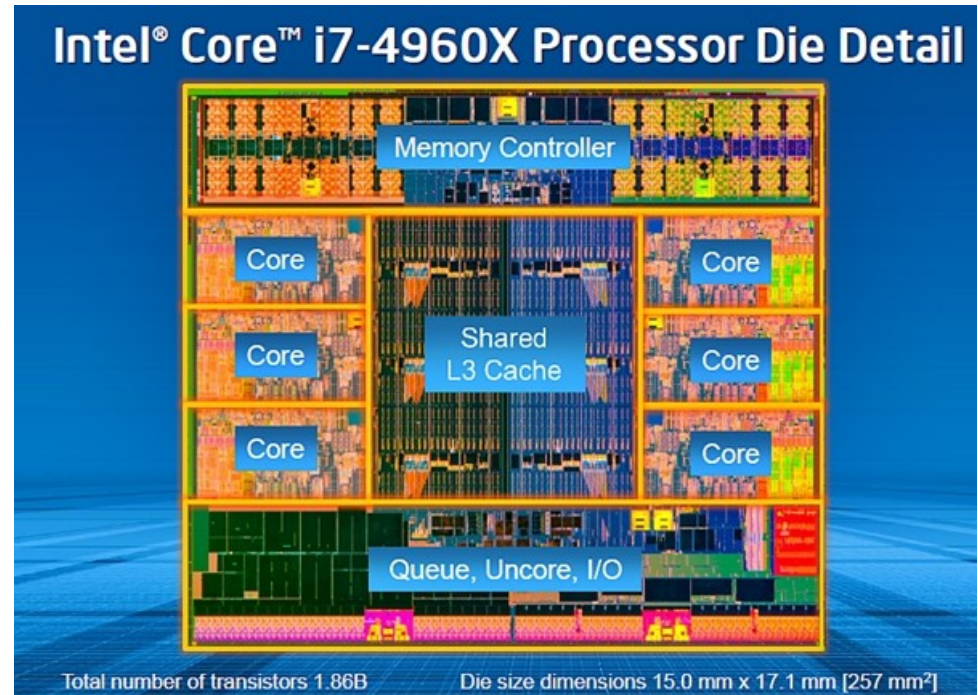 Intel® Core™ i7-4960X Processor Die Detail
Memory Controller
Core
Core
Shared
L3 Cache
Core
Core
Core
Core
Queue, Uncore, I/O
Total number of transistors 1.86B
Die size dimensions 15.0 mm x 17.1 mm [257 mm²]